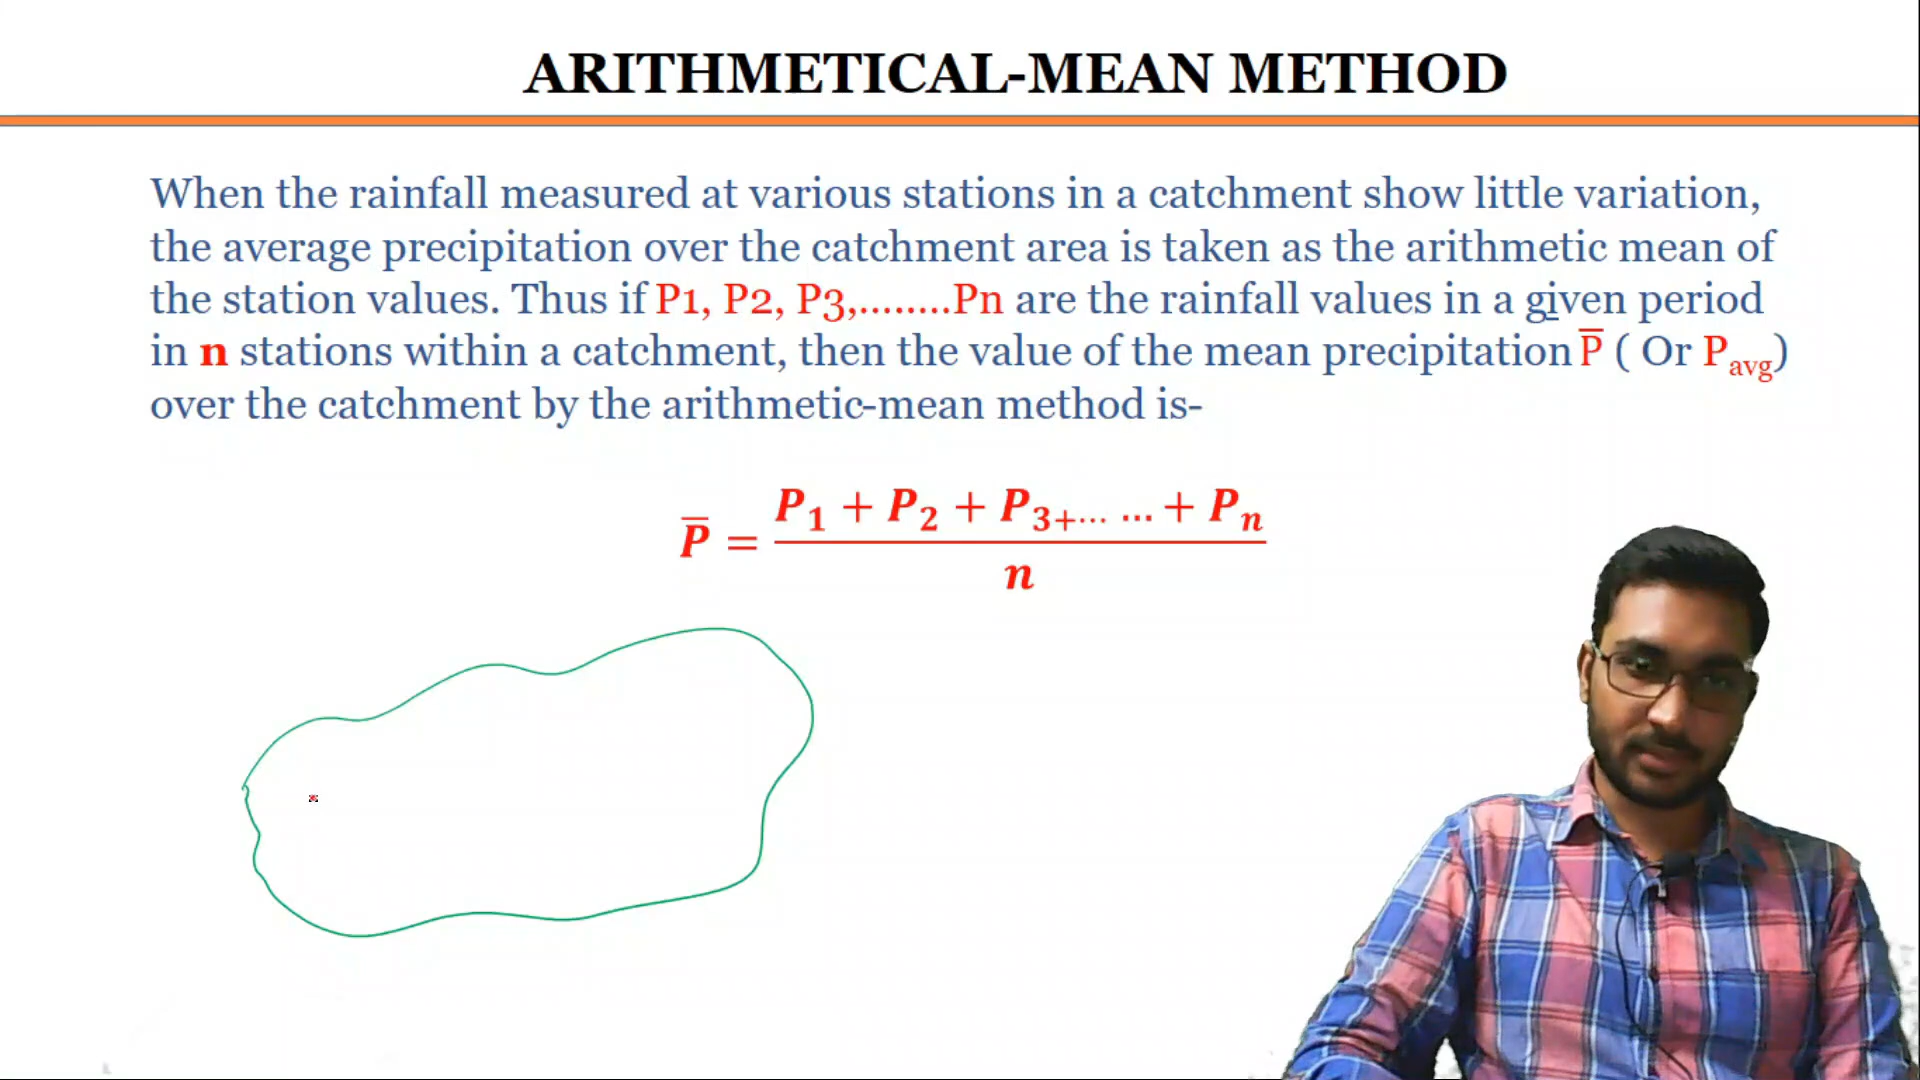 ARITHMETICAL-MEAN METHOD
When the rainfall measured at various stations in a catchment show little variation,
the average precipitation over the catchment area is taken as the arithmetic mean of
the station values. Thus if P1, P2, P3,........Pn are the rainfall values in a given period
in n stations within a catchment, then the value of the mean precipitation P̅ ( Or P_avg)
over the catchment by the arithmetic-mean method is-
P̅ = (P₁ + P₂ + P₃₊... ... + Pₙ) / n